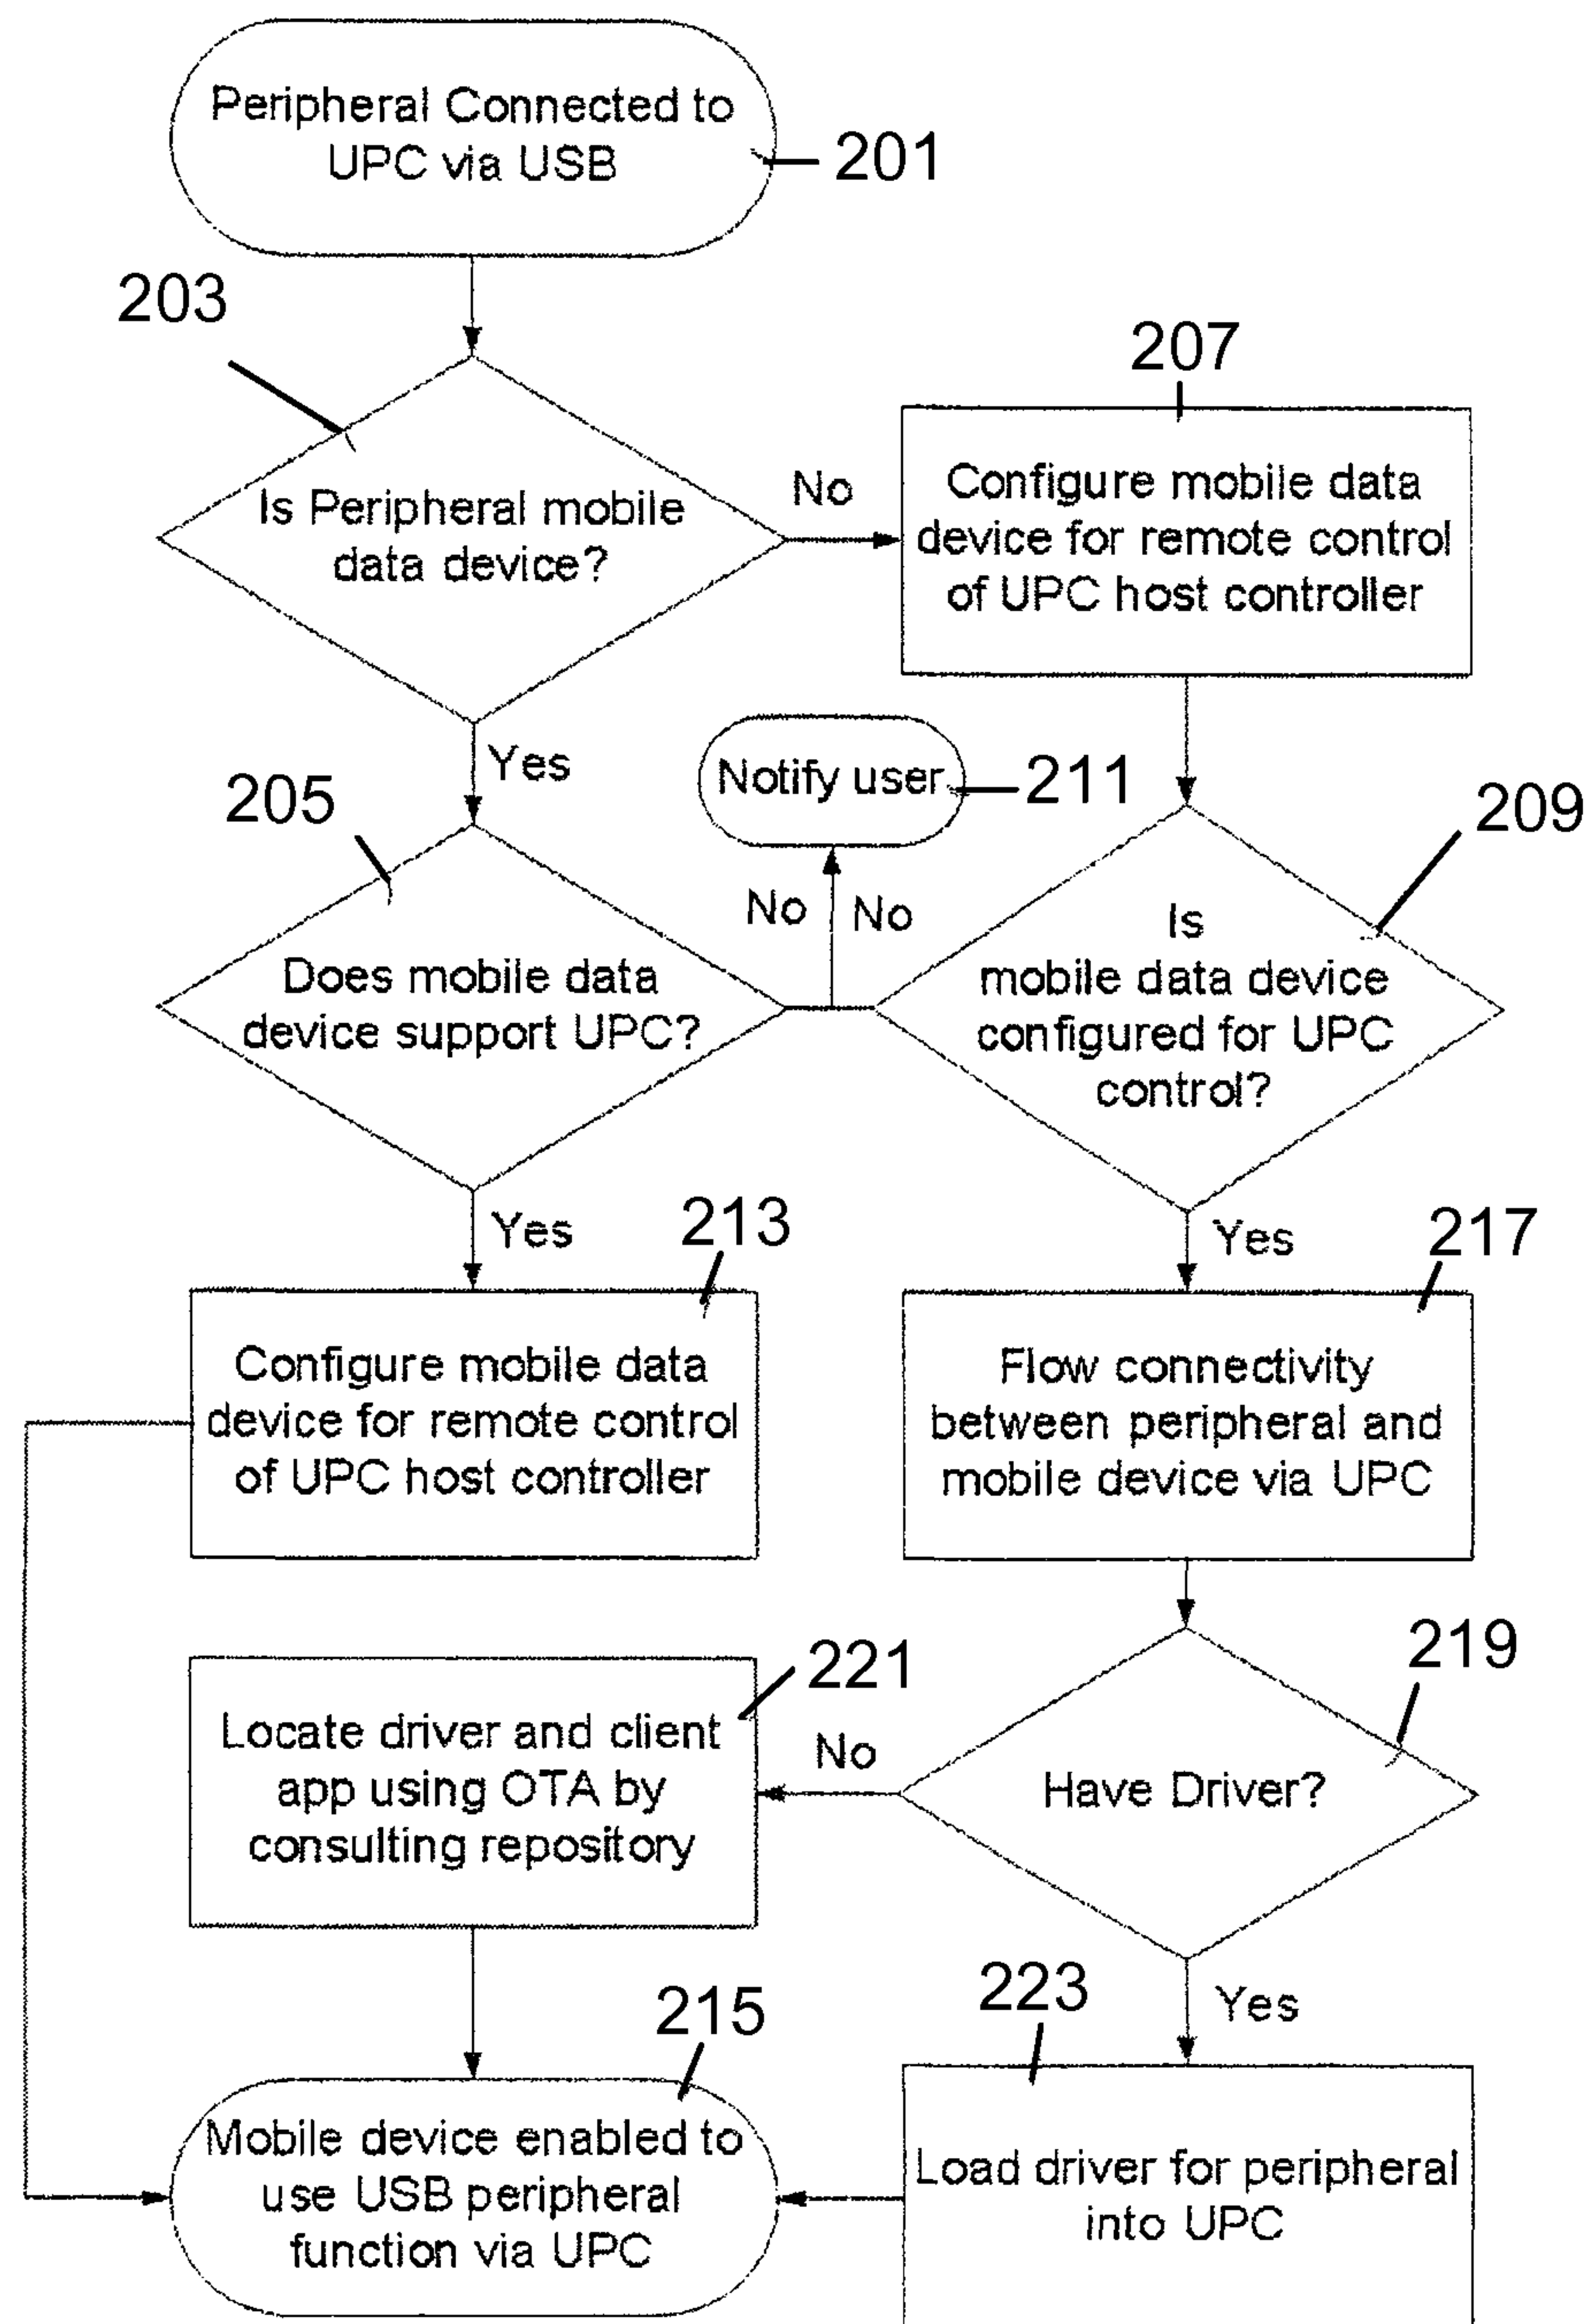 Peripheral Connected to
UPC via USB
201
203
Is Peripheral mobile
data device?
No
207
Configure mobile data
device for remote control
of UPC host controller
Yes
205
Notify user
211
209
Does mobile data
device support UPC?
No
No
Is
mobile data device
configured for UPC
control?
Yes
213
Configure mobile data
device for remote control
of UPC host controller
Yes
217
Flow connectivity
between peripheral and
mobile device via UPC
219
Have Driver?
No
221
Locate driver and client
app using OTA by
consulting repository
Yes
223
Load driver for peripheral
into UPC
215
Mobile device enabled to
use USB peripheral
function via UPC